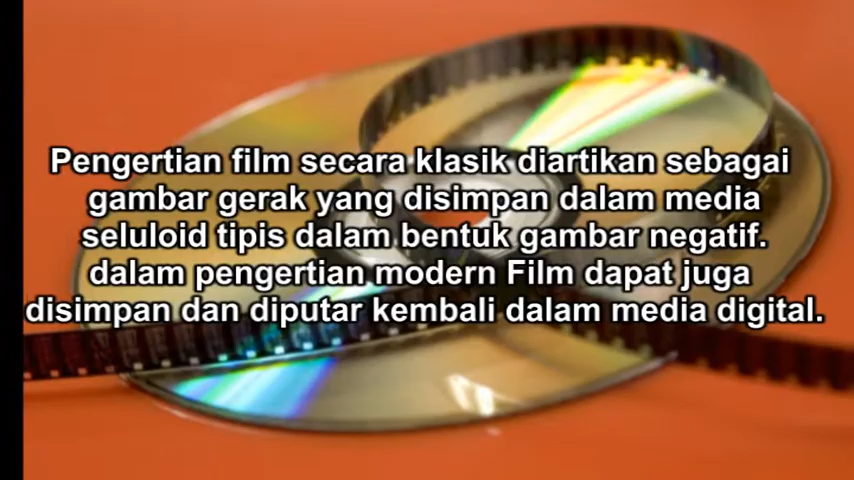 Pengertian film secara klasik diartikan sebagai
gambar gerak yang disimpan dalam media
seluloid tipis dalam bentuk gambar negatif.
dalam pengertian modern Film dapat juga
disimpan dan diputar kembali dalam media digital.